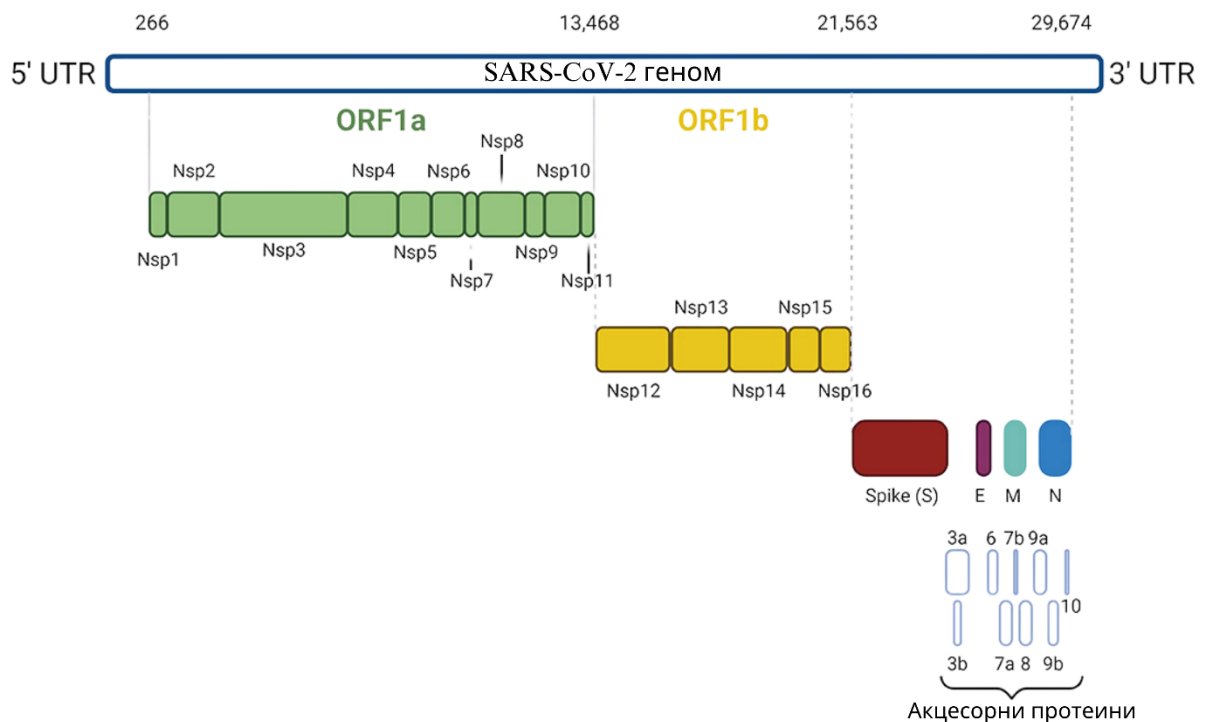 266 13,468 21,563 29,674
5' UTR SARS-CoV-2 геном 3' UTR
ORF1a ORF1b
Nsp8
Nsp2 Nsp4 Nsp6 Nsp10
Nsp1 Nsp3 Nsp5 Nsp9
Nsp7 Nsp11
Nsp13 Nsp15
Nsp12 Nsp14 Nsp16
Spike (S) E M N
3a 6 7b 9a
10
3b 7a 8 9b
Акцесорни протеини